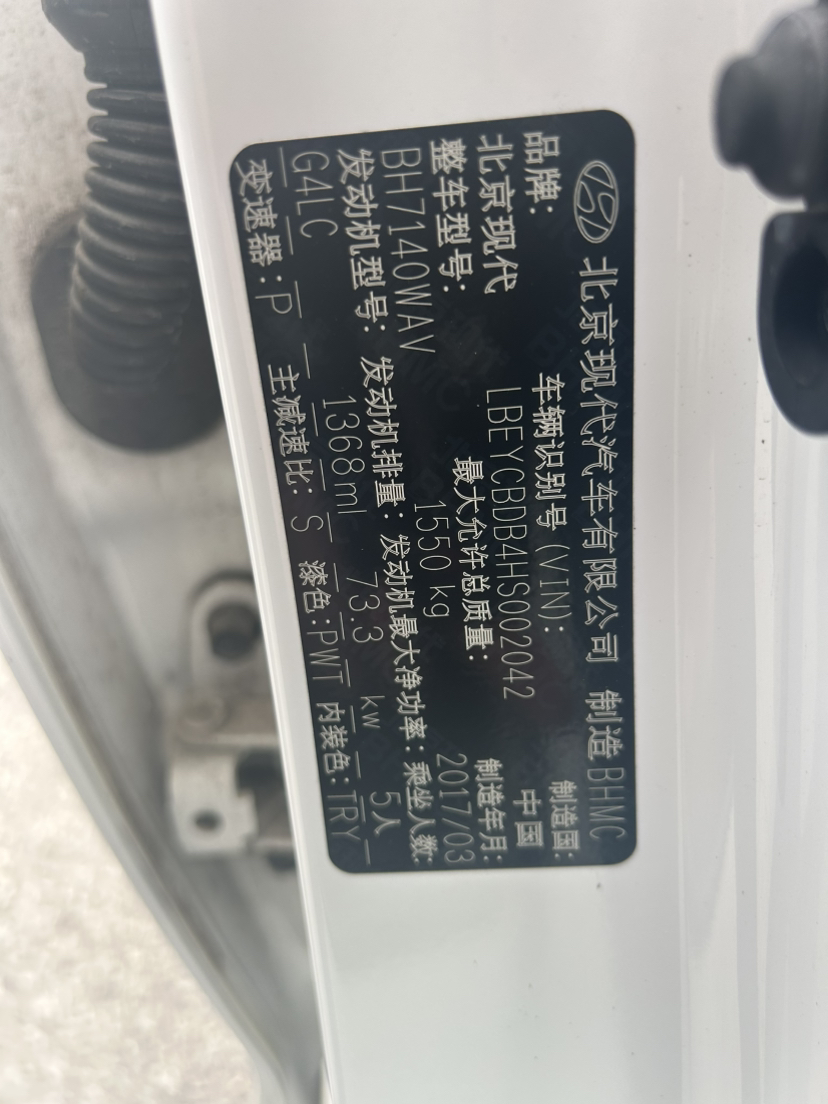 北京现代汽车有限公司 制造 BHMC
品牌: 车辆识别号(VIN): 制造国:
北京现代 LBEYCBDB4HS002042 中国
整车型号: 最大允许总质量: 制造年月:
BH7140WAV 1550 kg 2017/03
发动机型号: 发动机排量: 发动机最大净功率: 乘坐人数:
G4LC 1368ml 73.3 kw 5人
变速器:P 主减速比: S 漆色:PWT 内装色:TRY